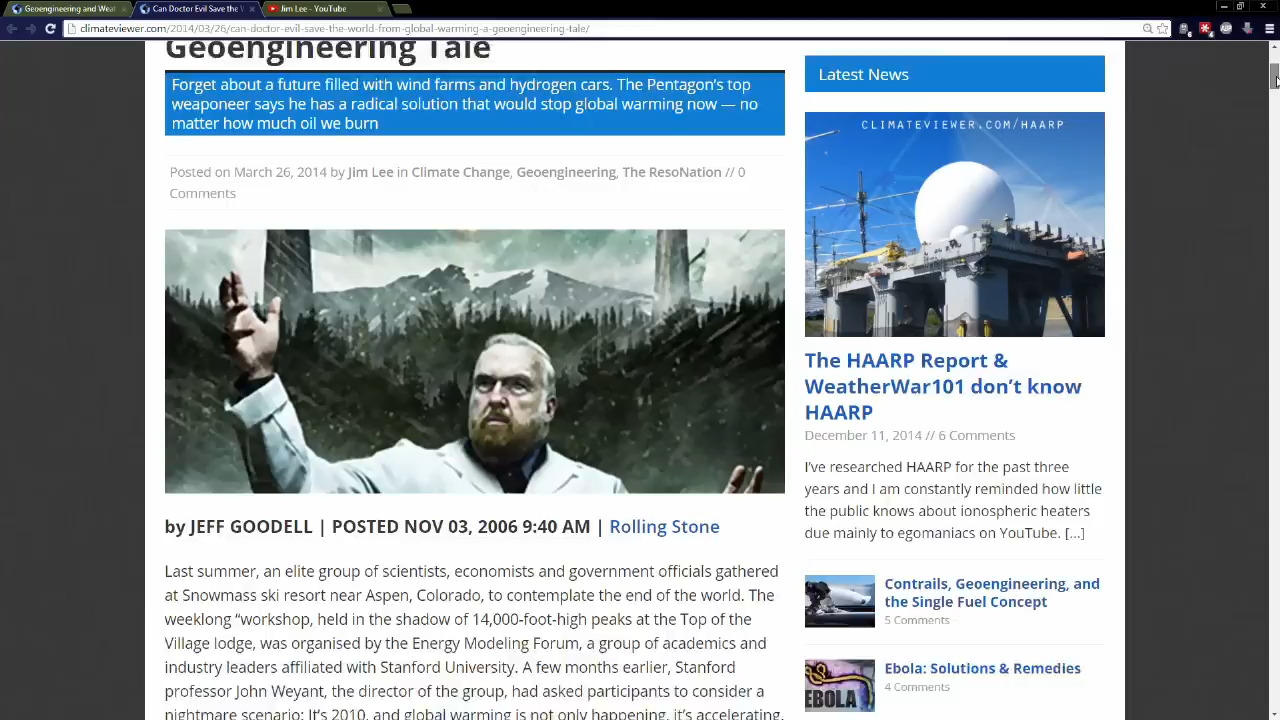 Geoengineering and Weat
Can Doctor Evil Save the W
Jim Lee - YouTube
climateviewer.com/2014/03/26/can-doctor-evil-save-the-world-from-global-warming-a-geoengineering-tale/
Geoengineering Tale
Forget about a future filled with wind farms and hydrogen cars. The Pentagon's top
weaponeer says he has a radical solution that would stop global warming now — no
matter how much oil we burn
Posted on March 26, 2014 by Jim Lee in Climate Change, Geoengineering, The ResoNation // 0
Comments
by JEFF GOODELL | POSTED NOV 03, 2006 9:40 AM | Rolling Stone
Last summer, an elite group of scientists, economists and government officials gathered
at Snowmass ski resort near Aspen, Colorado, to contemplate the end of the world. The
weeklong “workshop, held in the shadow of 14,000-foot-high peaks at the Top of the
Village lodge, was organised by the Energy Modeling Forum, a group of academics and
industry leaders affiliated with Stanford University. A few months earlier, Stanford
professor John Weyant, the director of the group, had asked participants to consider a
nightmare scenario: It's 2010, and global warming is not only happening, it's accelerating.
Latest News
CLIMATEVIEWER.COM/HAARP
The HAARP Report &
WeatherWar101 don't know
HAARP
December 11, 2014 // 6 Comments
I've researched HAARP for the past three
years and I am constantly reminded how little
the public knows about ionospheric heaters
due mainly to egomaniacs on YouTube. [...]
Contrails, Geoengineering, and
the Single Fuel Concept
5 Comments
EBOLA
Ebola: Solutions & Remedies
4 Comments